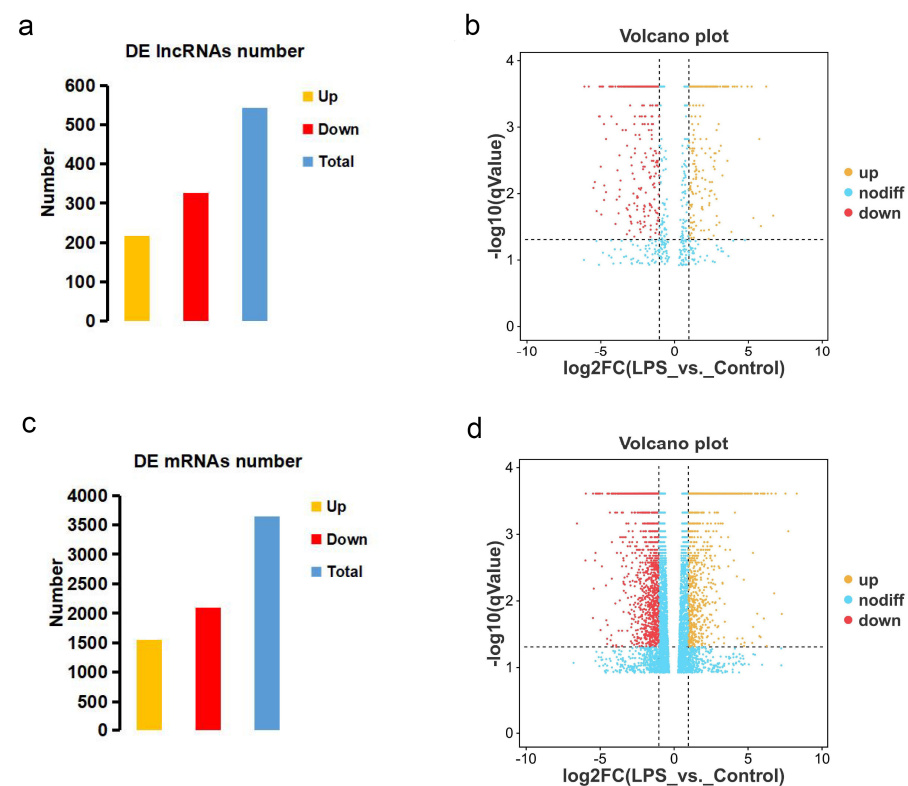 a
DE lncRNAs number
600
500
400
300
200
100
0
Number
Up
Down
Total
b
Volcano plot
4
3
2
1
0
-log10(qValue)
-10
-5
0
5
10
log2FC(LPS_vs._Control)
up
nodiff
down
c
DE mRNAs number
4000
3500
3000
2500
2000
1500
1000
500
0
Number
Up
Down
Total
d
Volcano plot
4
3
2
1
0
-log10(qValue)
-10
-5
0
5
10
log2FC(LPS_vs._Control)
up
nodiff
down